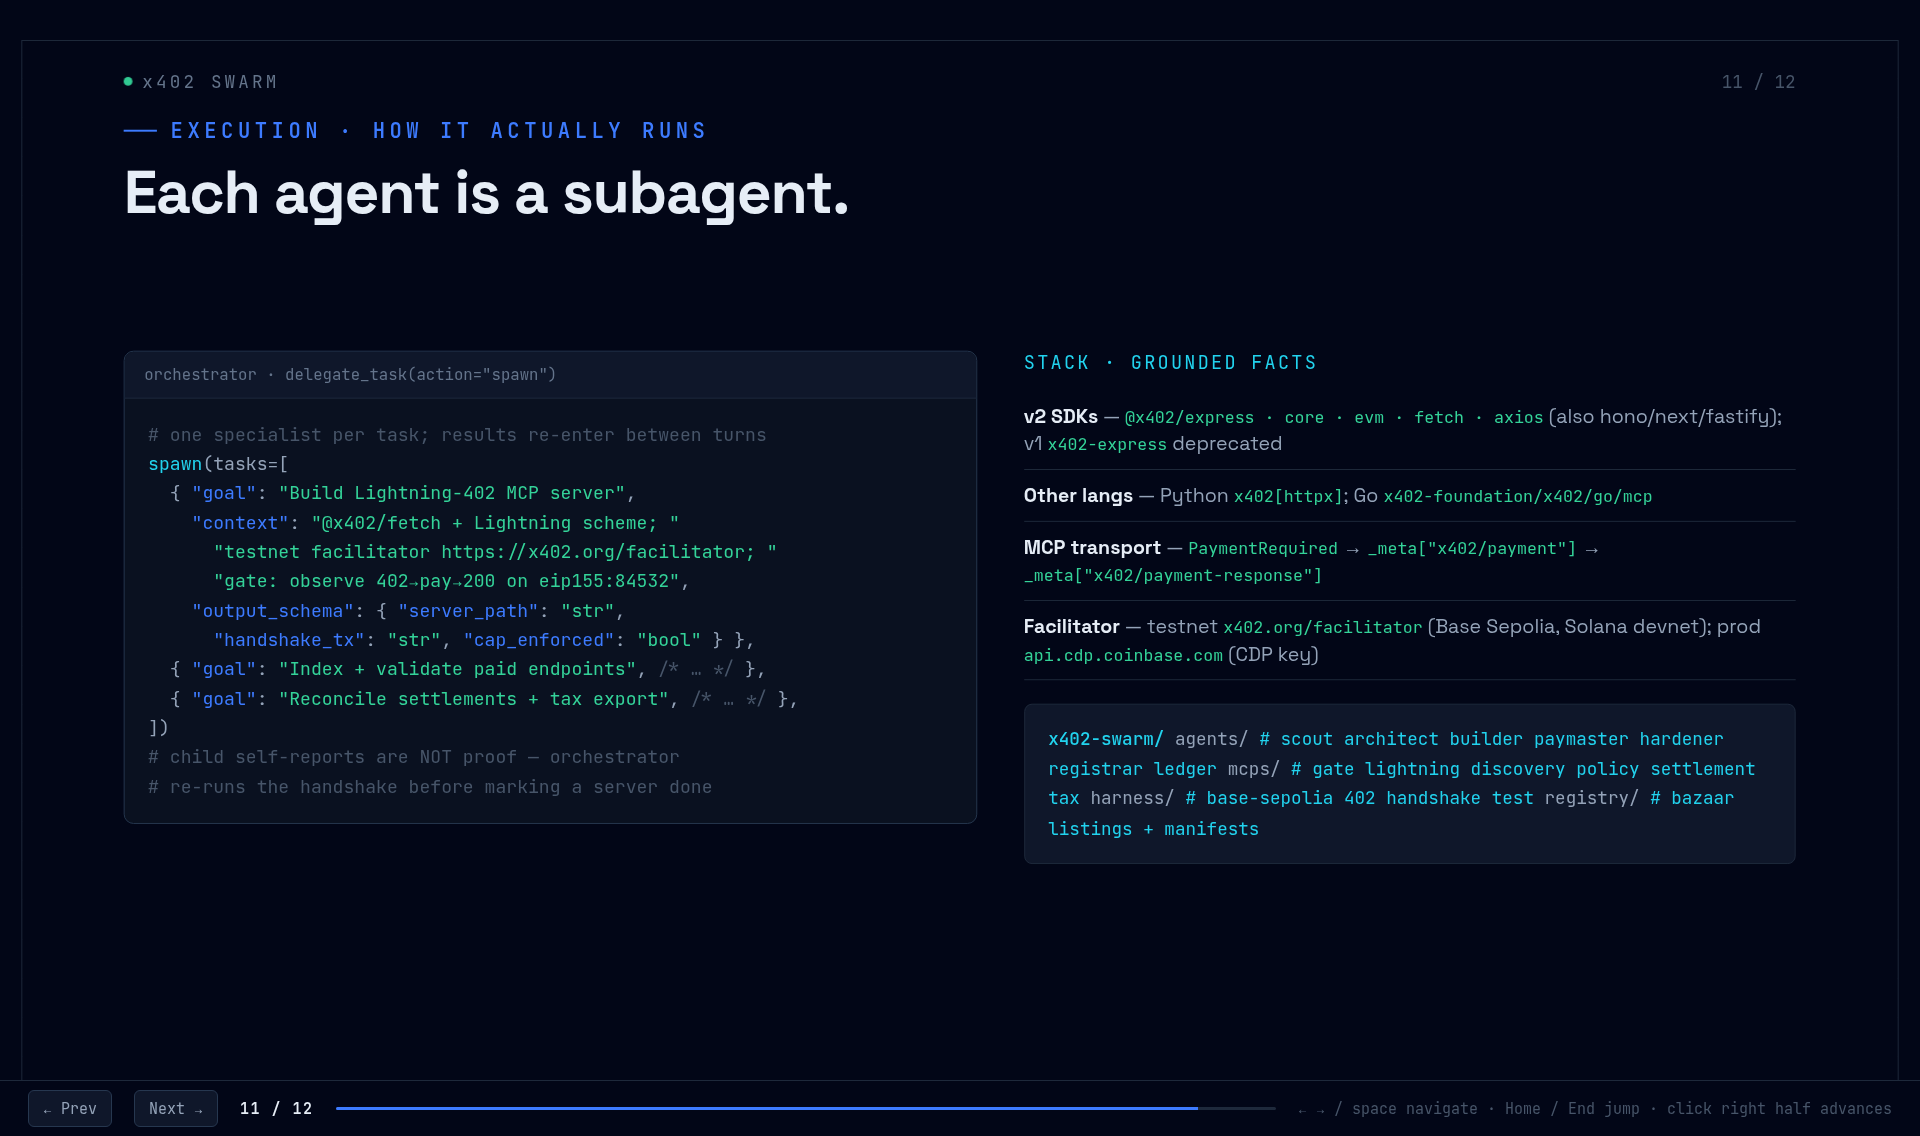 x402 SWARM
11 / 12
EXECUTION · HOW IT ACTUALLY RUNS
Each agent is a subagent.
orchestrator · delegate_task(action="spawn")
# one specialist per task; results re-enter between turns
spawn(tasks=[
{ "goal": "Build Lightning-402 MCP server",
"context": "@x402/fetch + Lightning scheme; "
"testnet facilitator https://x402.org/facilitator; "
"gate: observe 402→pay→200 on eip155:84532",
"output_schema": { "server_path": "str",
"handshake_tx": "str", "cap_enforced": "bool" } },
{ "goal": "Index + validate paid endpoints", /* … */ },
{ "goal": "Reconcile settlements + tax export", /* … */ },
])
# child self-reports are NOT proof — orchestrator
# re-runs the handshake before marking a server done
STACK · GROUNDED FACTS
v2 SDKs — @x402/express · core · evm · fetch · axios (also hono/next/fastify);
v1 x402-express deprecated
Other langs — Python x402[httpx]; Go x402-foundation/x402/go/mcp
MCP transport — PaymentRequired → _meta["x402/payment"] →
_meta["x402/payment-response"]
Facilitator — testnet x402.org/facilitator (Base Sepolia, Solana devnet); prod
api.cdp.coinbase.com (CDP key)
x402-swarm/ agents/ # scout architect builder paymaster hardener
registrar ledger mcps/ # gate lightning discovery policy settlement
tax harness/ # base-sepolia 402 handshake test registry/ # bazaar
listings + manifests
← Prev
Next →
11 / 12
← → / space navigate · Home / End jump · click right half advances